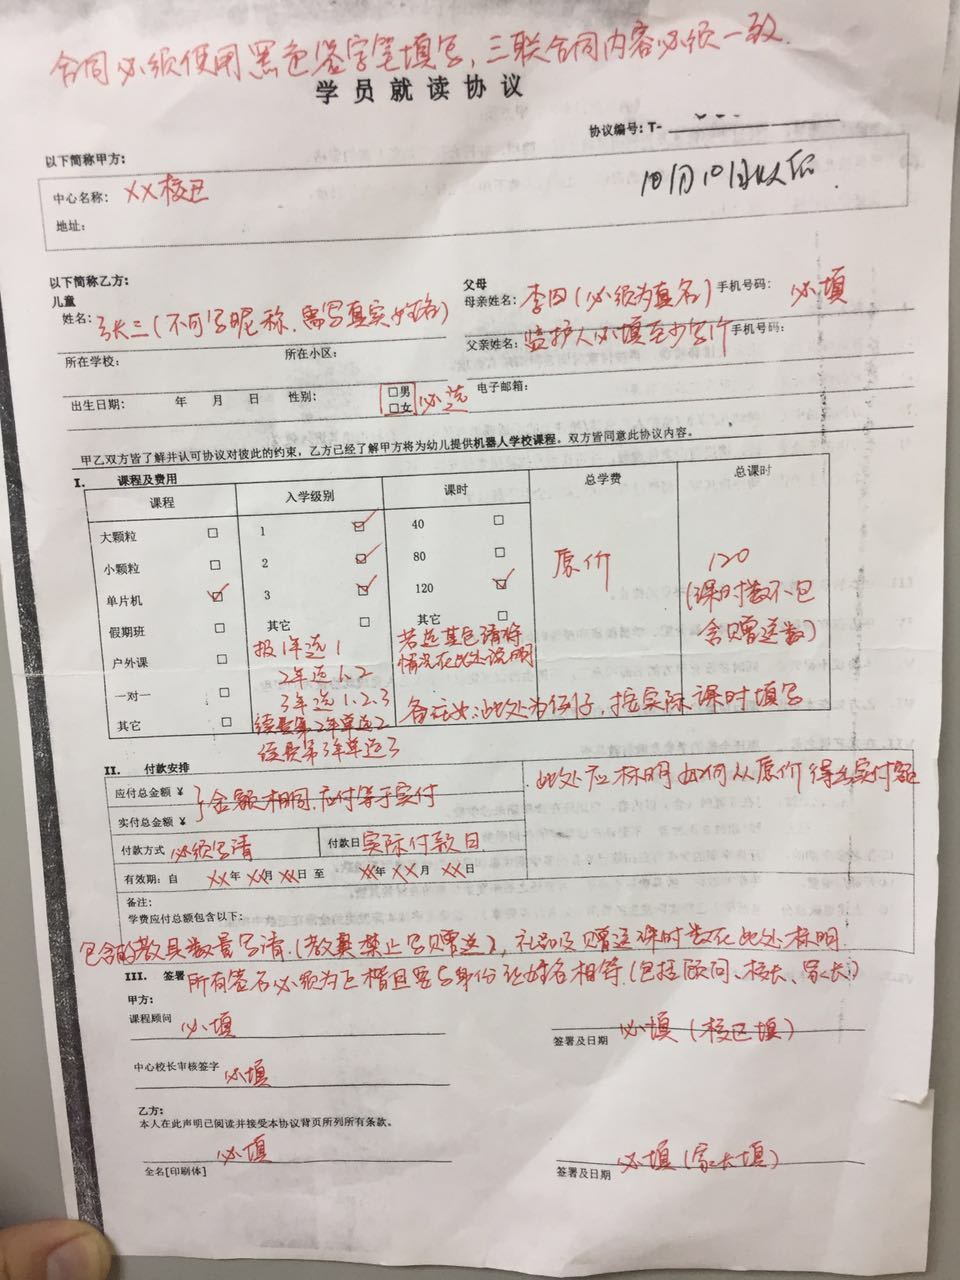 合同必须使用黑色签字笔填写,三联合同内容必须一致.
学员就读协议
协议编号:T-
以下简称甲方:
中心名称: XX校区
10月10日以后
地址:
以下简称乙方:
儿童
父母
姓名: 张三(不可写昵称,需写真实姓名)
母亲姓名: 李四(必须为真名) 手机号码: 必填
所在学校: 所在小区:
父亲姓名: 监护人必填至少写1个 手机号码:
出生日期: 年 月 日 性别: □男 □女 必选 电子邮箱:
甲乙双方皆了解并认可协议对彼此的约束,乙方已经了解甲方将为幼儿提供机器人学校课程。双方皆同意此协议内容。
I. 课程及费用
课程 入学级别 课时 总学费 总课时
大颗粒 □ 1 ☑ 40 □
小颗粒 □ 2 ☑ 80 □ 原价 120
单片机 ☑ 3 ☑ 120 ☑ (课时数不包
假期班 □ 其它 □ 其它 □ 含赠送数)
户外课 □ 报1年选1 若选其它请将
2年选1.2 情况在此处说明
一对一 □ 3年选1.2.3
其它 □ 续费第2年单选2 备注:此处为例子,按实际课时填写
续费第3年单选3
II. 付款安排
应付总金额 ¥ } 金额相同,应付等于实付 此处应标明如何从原价得出实付额
实付总金额 ¥
付款方式 必须写清 付款日 实际付款日
有效期: 自 XX年 XX月 XX日 至 XX年 XX月 XX日
备注:
学费应付总额包含以下:
包含的教具数量写清.(教具禁止写赠送),礼品及赠送课时数在此处标明.
III. 签署 所有签名必须为正楷且需与身份证姓名相符.(包括顾问、校长、家长)
甲方:
课程顾问 必填 签署及日期 必填(校区填)
中心校长审核签字 必填
乙方:
本人在此声明已阅读并接受本协议背页所列所有条款。
必填 必填(家长填)
全名[印刷体] 签署及日期